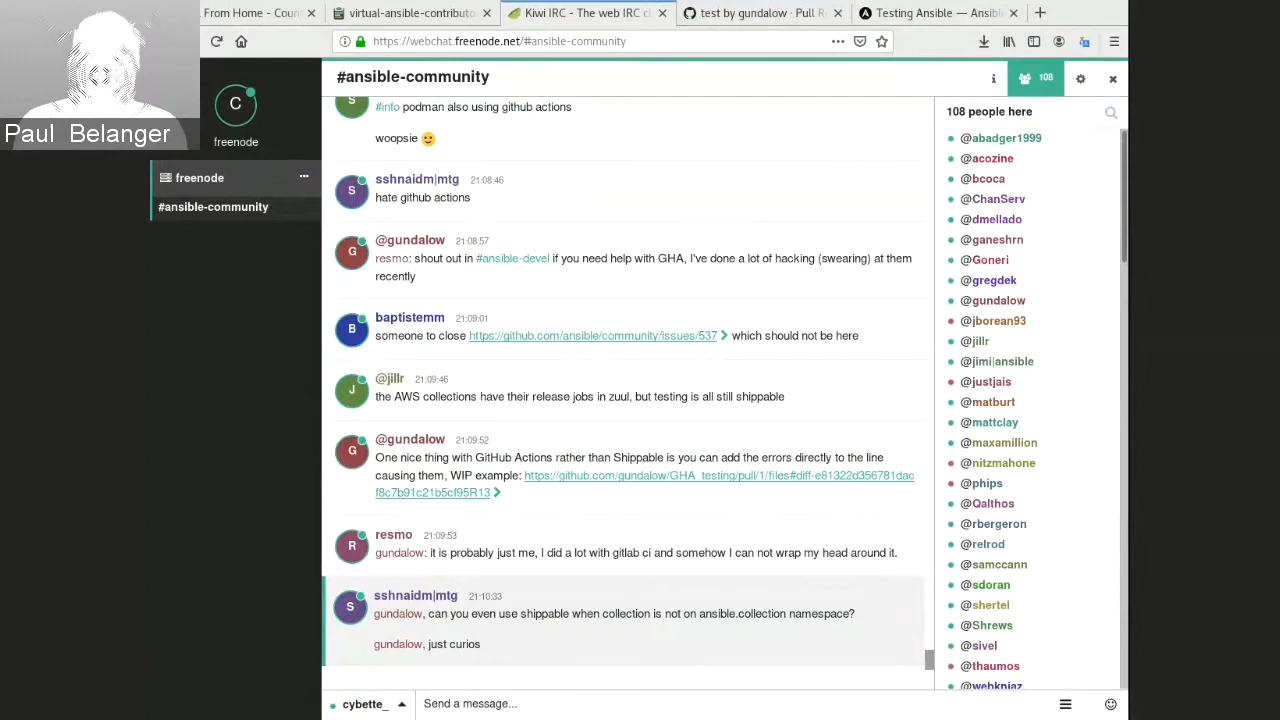 From Home - Coun
virtual-ansible-contributo
Kiwi IRC - The web IRC cl
test by gundalow · Pull Re
Testing Ansible — Ansibl
https://webchat.freenode.net/#ansible-community
Paul Belanger
C
freenode
freenode
#ansible-community
#ansible-community
108
S
#info podman also using github actions
woopsie 🙂
S
sshnaidm|mtg 21:08:46
hate github actions
G
@gundalow 21:08:57
resmo: shout out in #ansible-devel if you need help with GHA, I've done a lot of hacking (swearing) at them
recently
B
baptistemm 21:09:01
someone to close https://github.com/ansible/community/issues/537 which should not be here
J
@jillr 21:09:46
the AWS collections have their release jobs in zuul, but testing is all still shippable
G
@gundalow 21:09:52
One nice thing with GitHub Actions rather than Shippable is you can add the errors directly to the line
causing them, WIP example: https://github.com/gundalow/GHA_testing/pull/1/files#diff-e81322d356781dac
f8c7b91c21b5cf95R13
R
resmo 21:09:53
gundalow: it is probably just me, I did a lot with gitlab ci and somehow I can not wrap my head around it.
S
sshnaidm|mtg 21:10:33
gundalow, can you even use shippable when collection is not on ansible.collection namespace?
gundalow, just curios
cybette_
Send a message...
108 people here
@abadger1999
@acozine
@bcoca
@ChanServ
@dmellado
@ganeshrn
@Goneri
@gregdek
@gundalow
@jborean93
@jillr
@jimi|ansible
@justjais
@matburt
@mattclay
@maxamillion
@nitzmahone
@phips
@Qalthos
@rbergeron
@relrod
@samccann
@sdoran
@shertel
@Shrews
@sivel
@thaumos
@webknjaz